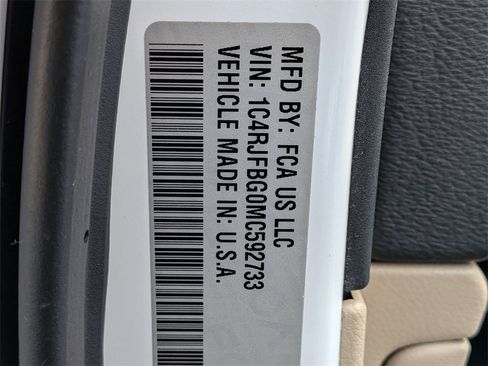 MFD BY: FCA US LLC
VIN: 1C4RJFBG0MC592733
VEHICLE MADE IN: U.S.A.